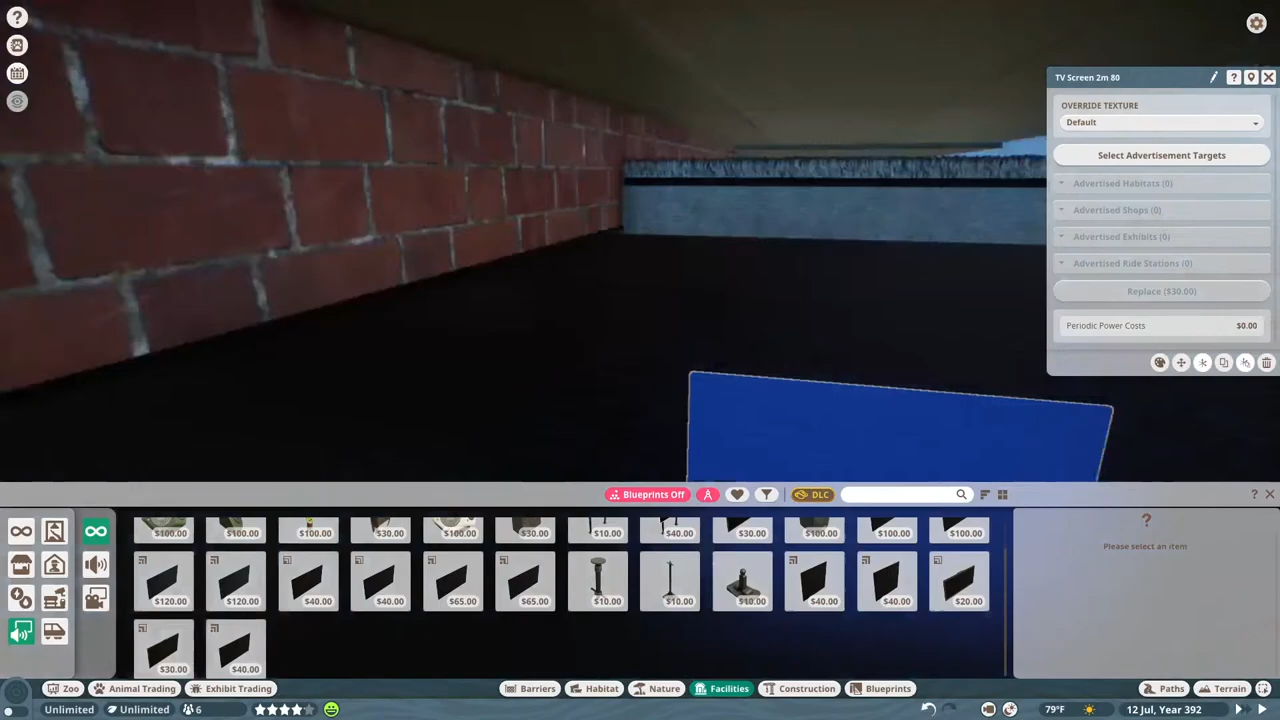 TV Screen 2m 80
OVERRIDE TEXTURE
Default
Select Advertisement Targets
Advertised Habitats (0)
Advertised Shops (0)
Advertised Exhibits (0)
Advertised Ride Stations (0)
Replace ($30.00)
Periodic Power Costs $0.00
Blueprints Off
DLC
$100.00 $100.00 $100.00 $30.00 $100.00 $30.00 $10.00 $40.00 $30.00 $100.00 $100.00 $100.00
Please select an item
$120.00 $120.00 $40.00 $40.00 $65.00 $65.00 $10.00 $10.00 $10.00 $40.00 $40.00 $20.00
$30.00 $40.00
Zoo Animal Trading Exhibit Trading Barriers Habitat Nature Facilities Construction Blueprints Paths Terrain
Unlimited Unlimited 6 79°F 12 Jul, Year 392